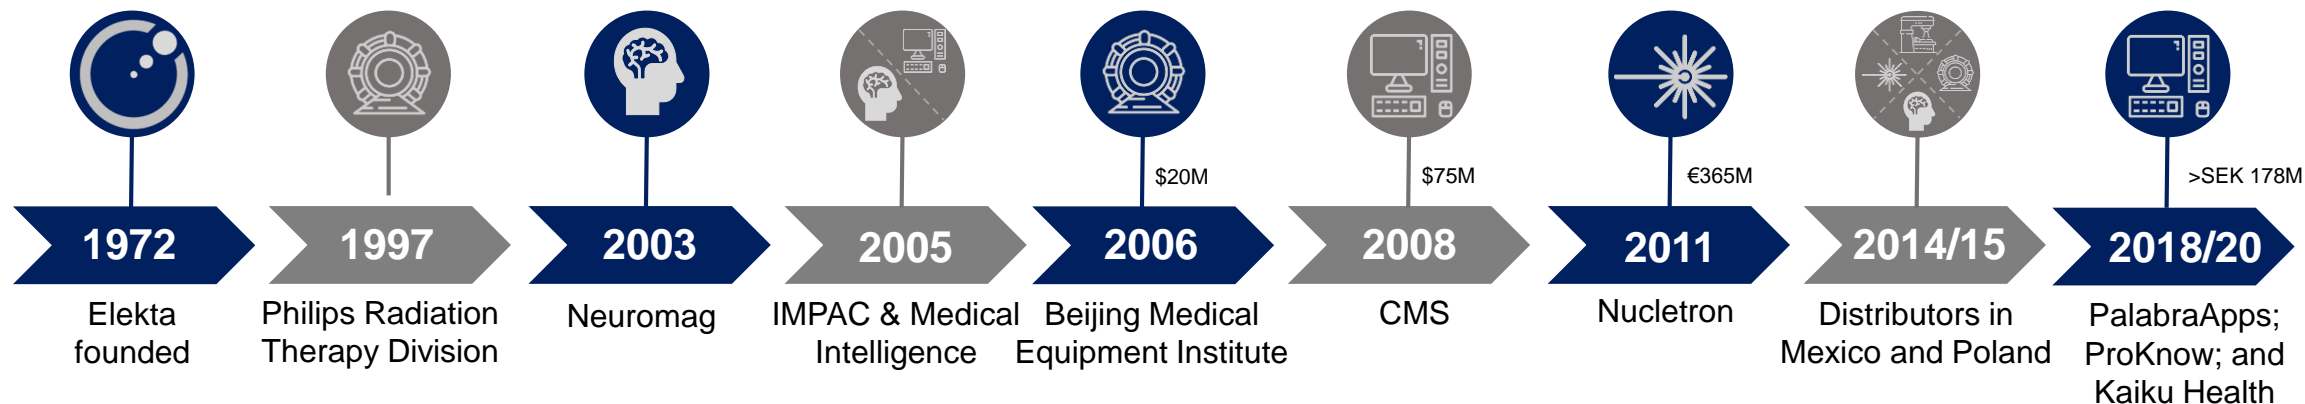 $20M
$75M
€365M
>SEK 178M
1972
1997
2003
2005
2006
2008
2011
2014/15
2018/20
Elekta
founded
Philips Radiation
Therapy Division
Neuromag
IMPAC & Medical
Intelligence
Beijing Medical
Equipment Institute
CMS
Nucletron
Distributors in
Mexico and Poland
PalabraApps;
ProKnow; and
Kaiku Health